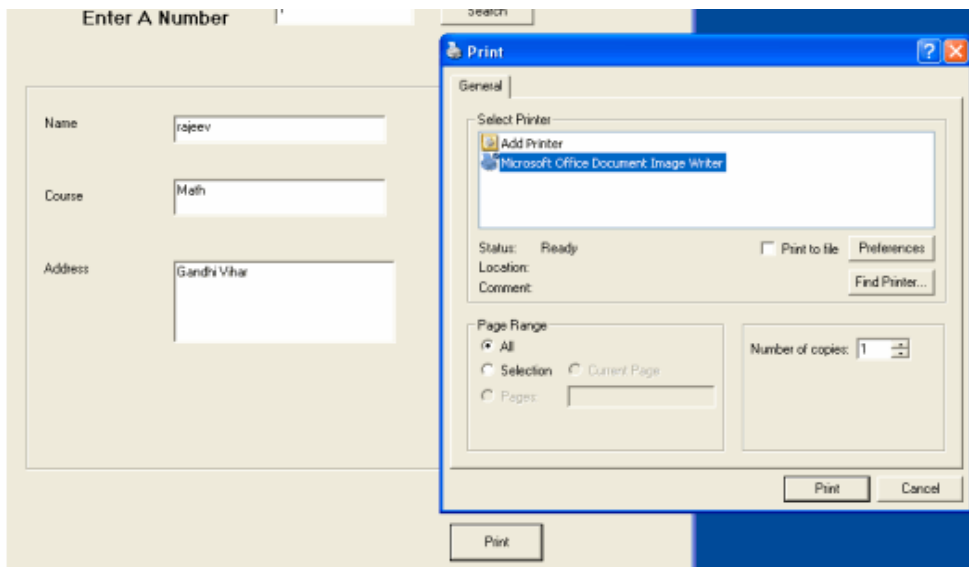 Enter A Number
Search
Name
rajeev
Course
Math
Address
Gandhi Vihar
Print
Print
General
Select Printer
Add Printer
Microsoft Office Document Image Writer
Status: Ready
Location:
Comment:
Print to file
Preferences
Find Printer...
Page Range
All
Selection
Current Page
Pages:
Number of copies: 1
Print
Cancel